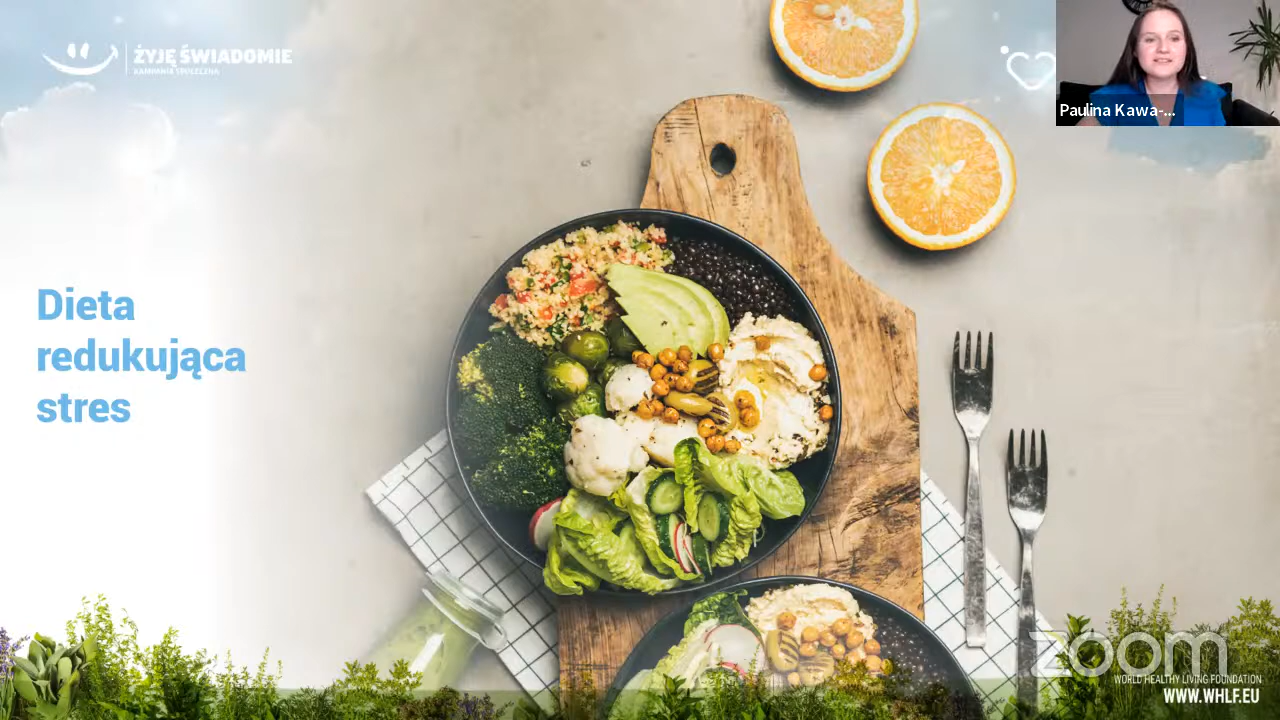 ŻYJĘ ŚWIADOMIE
KAMPANIA SPOŁECZNA
Paulina Kawa-...
Dieta
redukująca
stres
zoom
WORLD HEALTHY LIVING FOUNDATION
WWW.WHLF.EU